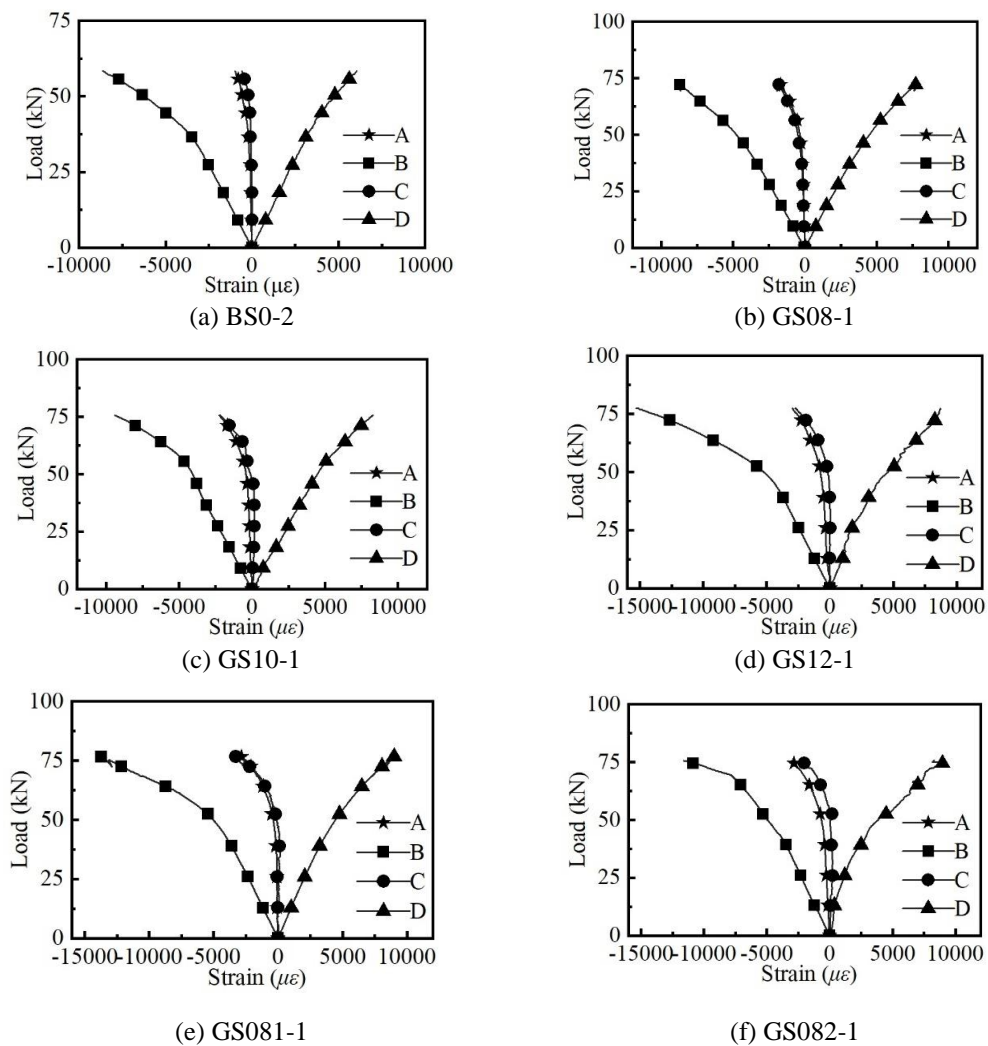 75
50
25
0
Load (kN)
A
B
C
D
-10000 -5000 0 5000 10000
Strain (με)
(a) BS0-2
100
75
50
25
0
Load (kN)
A
B
C
D
-10000 -5000 0 5000 10000
Strain (με)
(b) GS08-1
100
75
50
25
0
Load (kN)
A
B
C
D
-10000 -5000 0 5000 10000
Strain (με)
(c) GS10-1
100
75
50
25
0
Load (kN)
A
B
C
D
-15000-10000 -5000 0 5000 10000
Strain (με)
(d) GS12-1
100
75
50
25
0
Load (kN)
A
B
C
D
-15000-10000 -5000 0 5000 10000
Strain (με)
(e) GS081-1
100
75
50
25
0
Load (kN)
A
B
C
D
-15000-10000 -5000 0 5000 10000
Strain (με)
(f) GS082-1